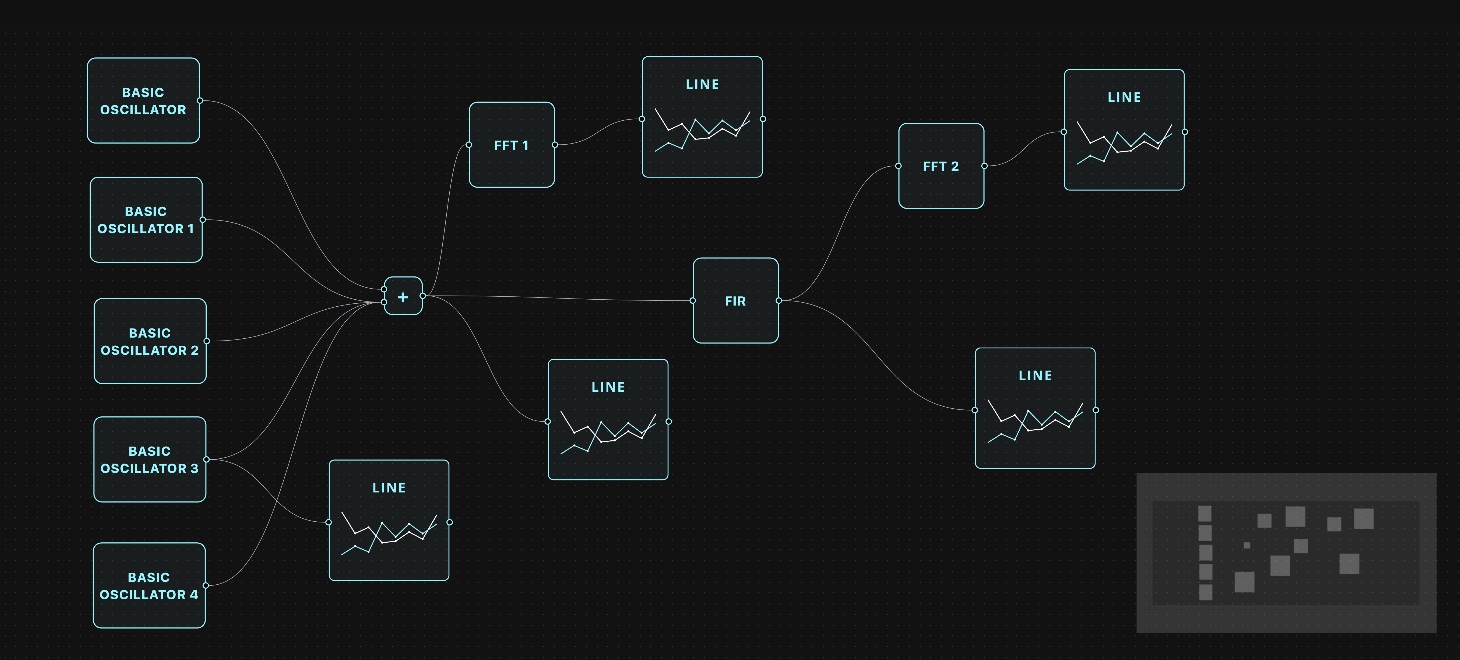 BASIC
OSCILLATOR
BASIC
OSCILLATOR 1
BASIC
OSCILLATOR 2
BASIC
OSCILLATOR 3
BASIC
OSCILLATOR 4
+
FFT 1
LINE
LINE
LINE
FIR
FFT 2
LINE
LINE